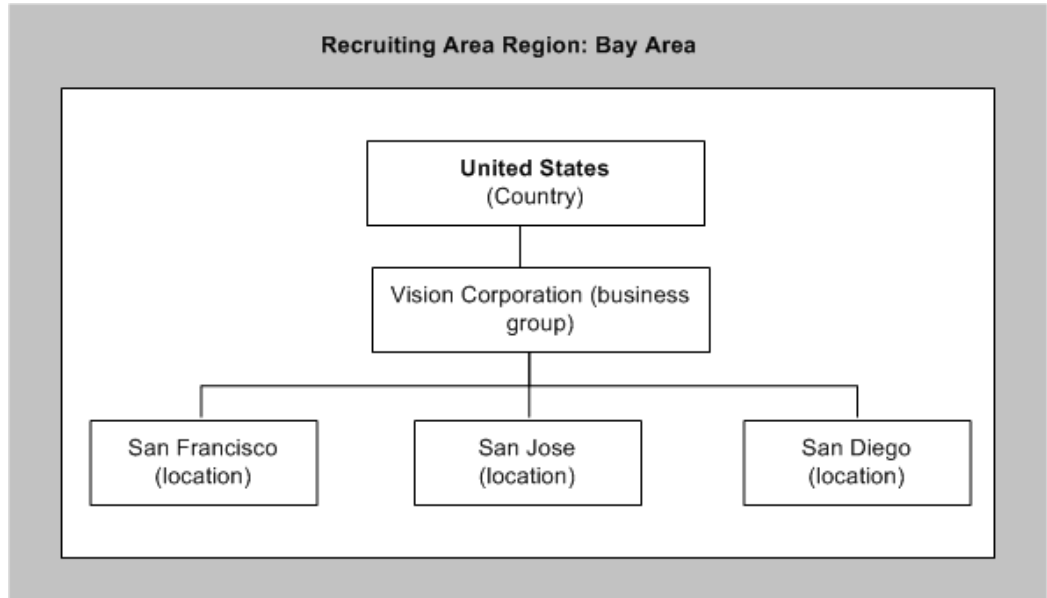 Recruiting Area Region: Bay Area
United States
(Country)
Vision Corporation (business
group)
San Francisco
(location)
San Jose
(location)
San Diego
(location)